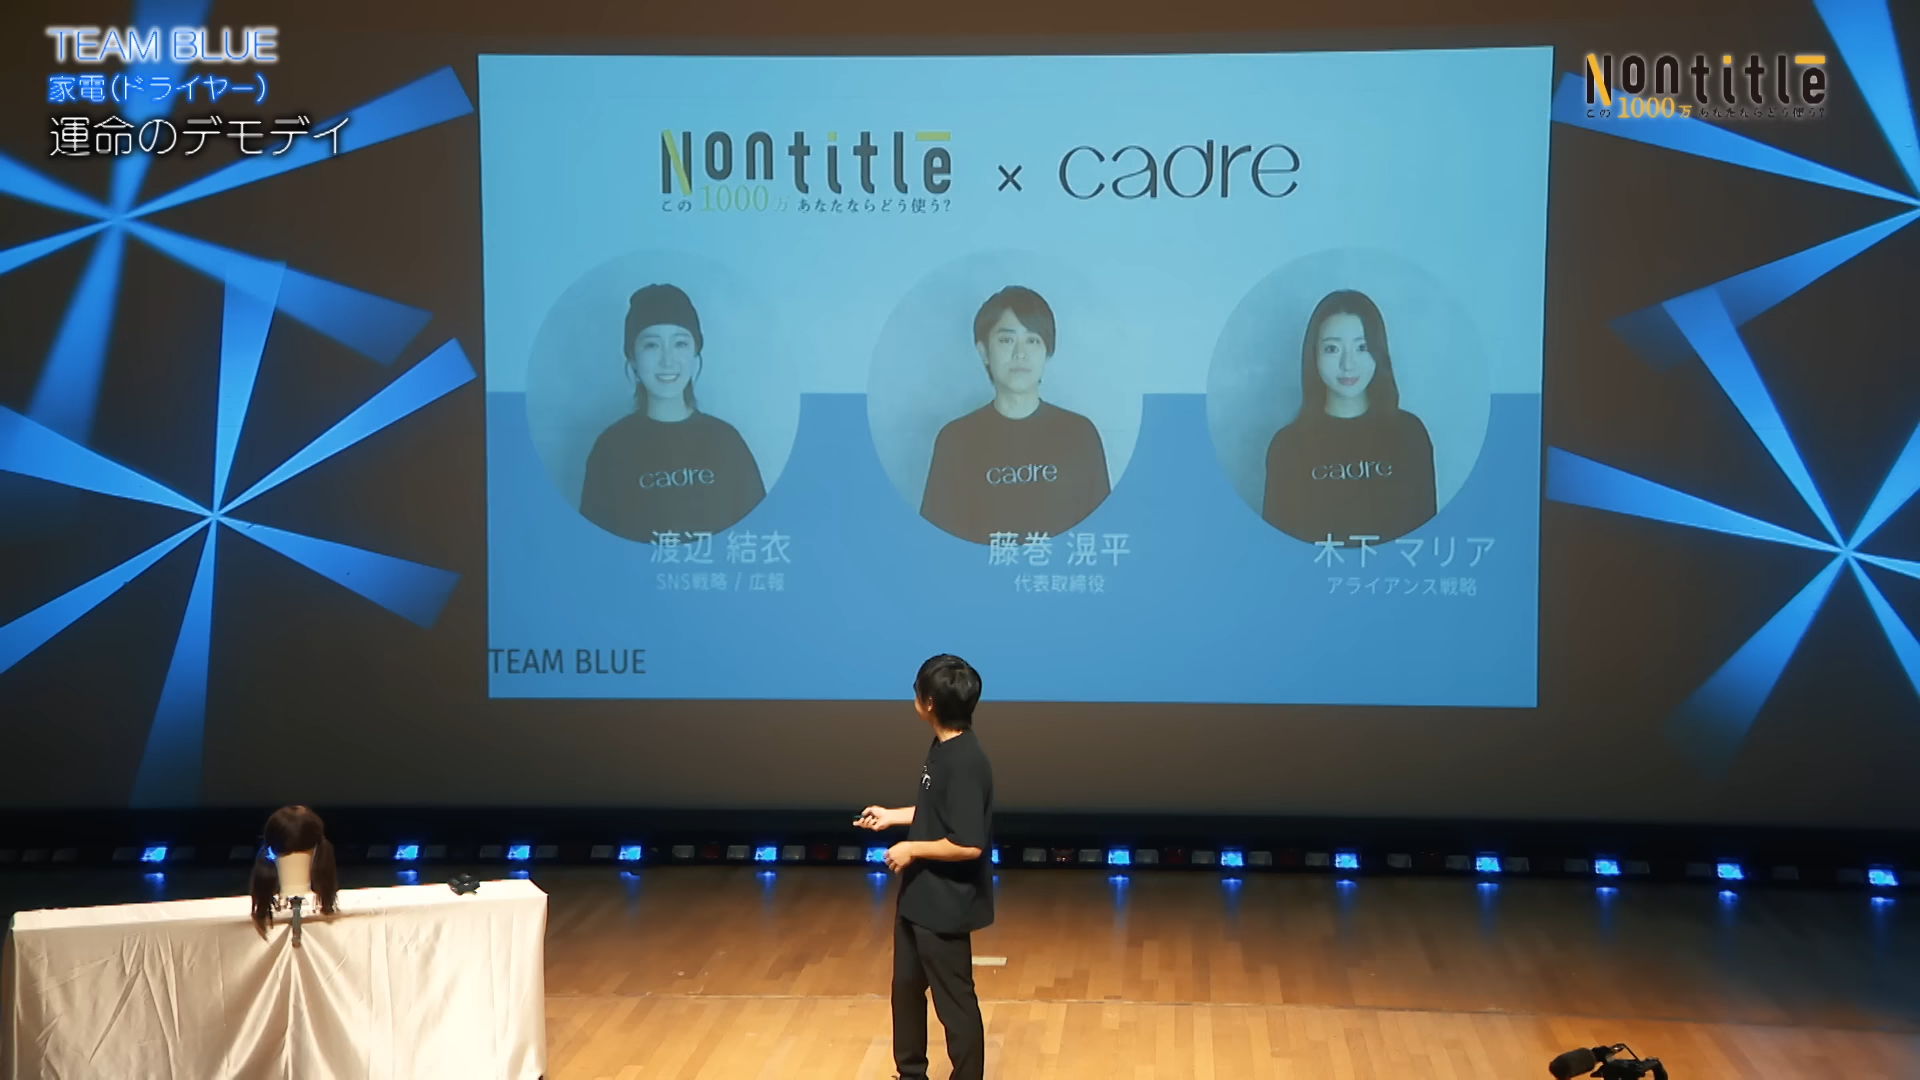 TEAM BLUE
家電(ドライヤー)
運命のデモデイ
Nontitle
この1000万あなたならどう使う?
Nontitle × cadre
この1000万あなたならどう使う?
cadre
cadre
cadre
渡辺 結衣
SNS戦略 / 広報
藤巻 滉平
代表取締役
木下 マリア
アライアンス戦略
TEAM BLUE